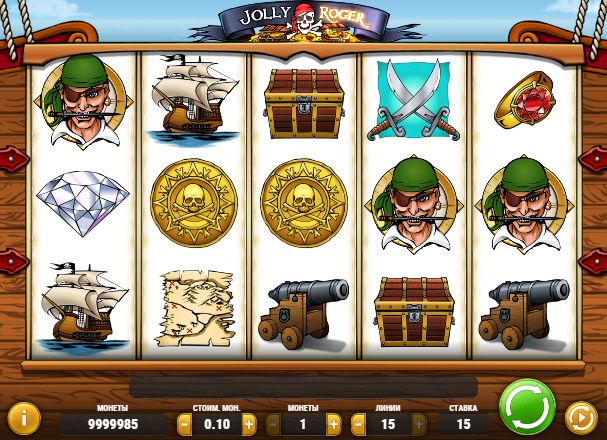 JOLLY ROGER
МОНЕТЫ
9999985
СТОИМ. МОН.
0.10
МОНЕТЫ
1
ЛИНИИ
15
СТАВКА
15